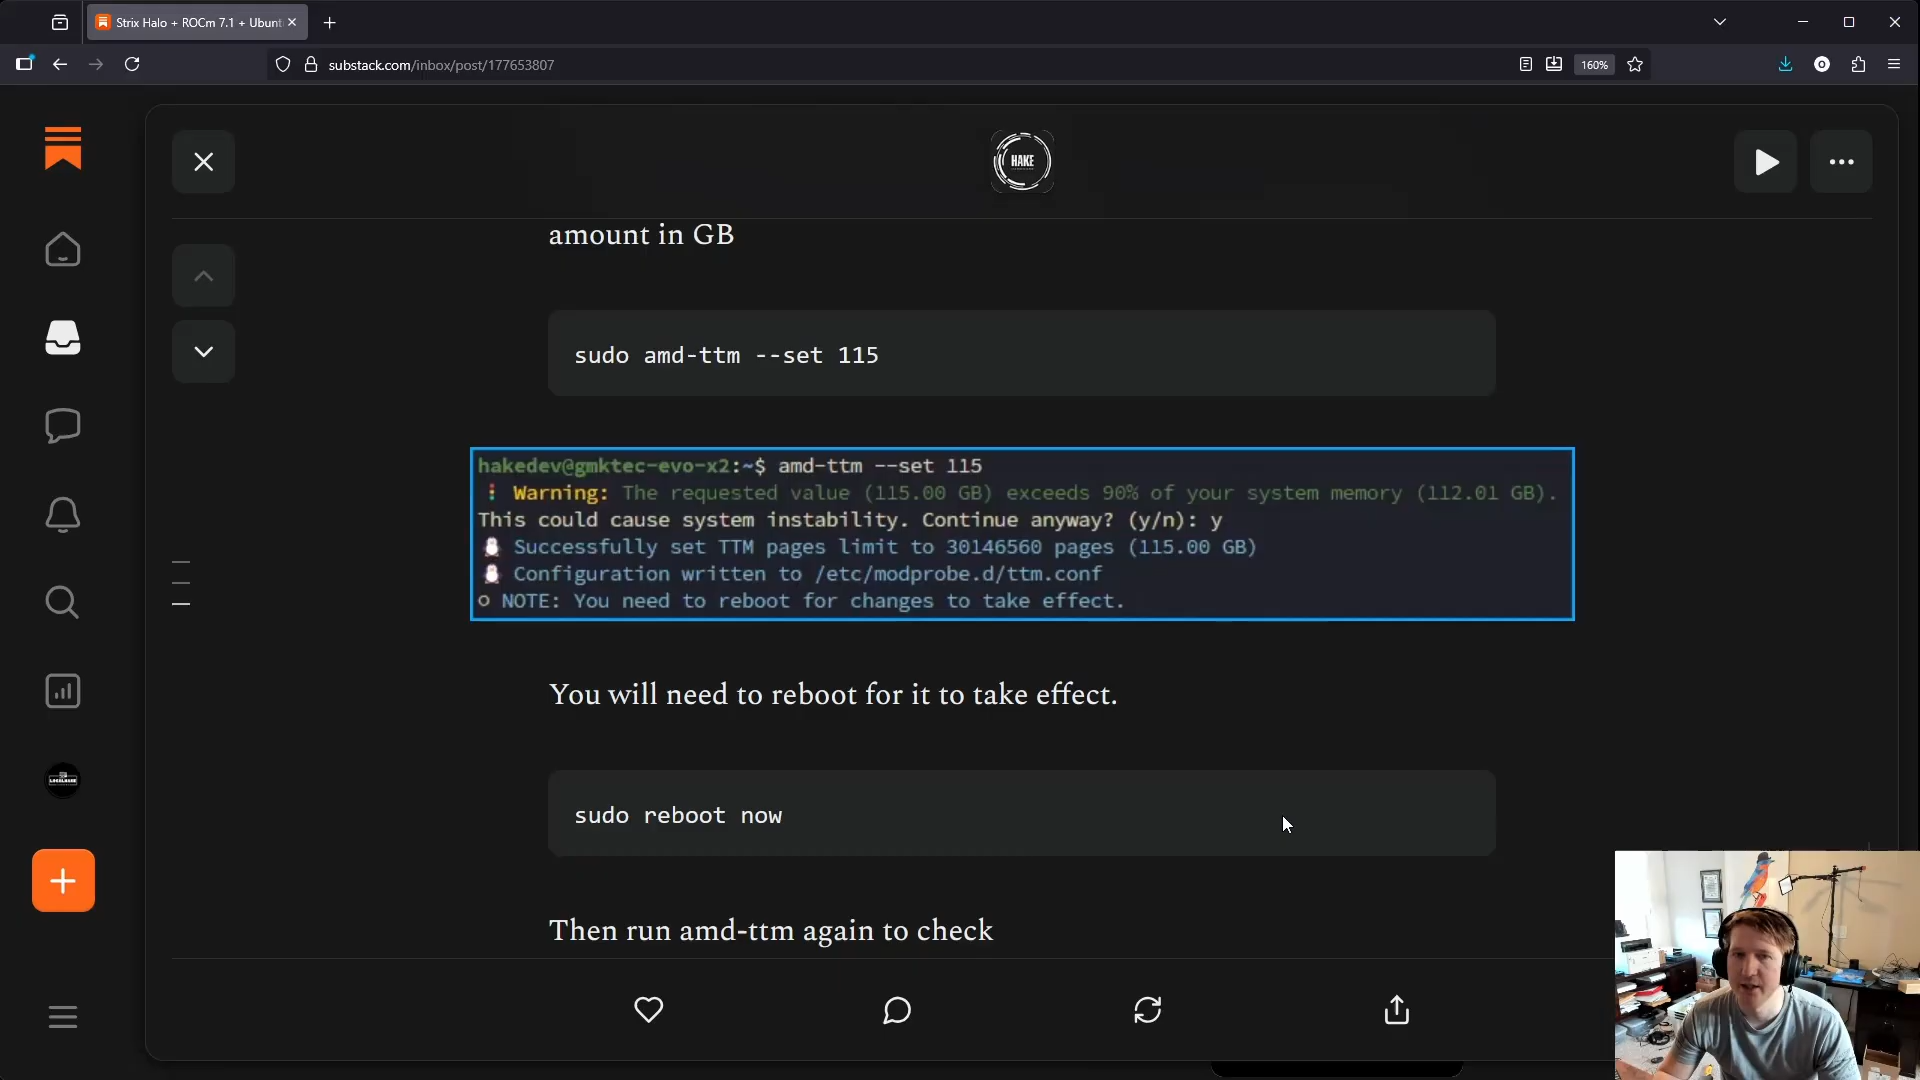 Strix Halo + ROCm 7.1 + Ubunt
substack.com/inbox/post/177653807
160%
HAKE
amount in GB
sudo amd-ttm --set 115
hakedev@gmktec-evo-x2:~$ amd-ttm --set 115
Warning: The requested value (115.00 GB) exceeds 90% of your system memory (112.01 GB).
This could cause system instability. Continue anyway? (y/n): y
Successfully set TTM pages limit to 30146560 pages (115.00 GB)
Configuration written to /etc/modprobe.d/ttm.conf
NOTE: You need to reboot for changes to take effect.
You will need to reboot for it to take effect.
sudo reboot now
Then run amd-ttm again to check